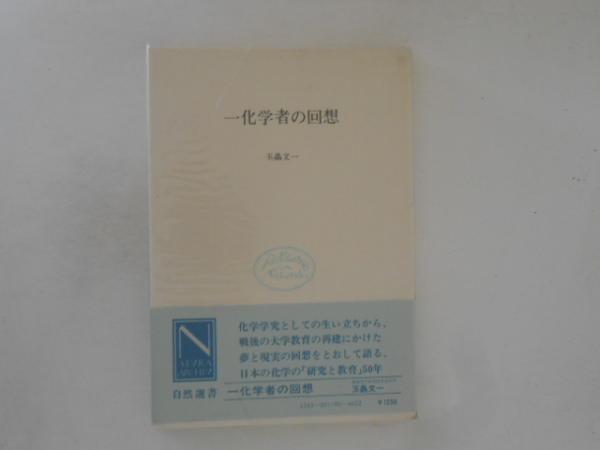 一化学者の回想
玉蟲文一
化学学究としての生い立ちから、
戦後の大学教育の再建にかけた
夢と現実の回想をとおして語る、
日本の化学の「研究と教育」50年
N
自然選書
一化学者の回想
玉蟲文一